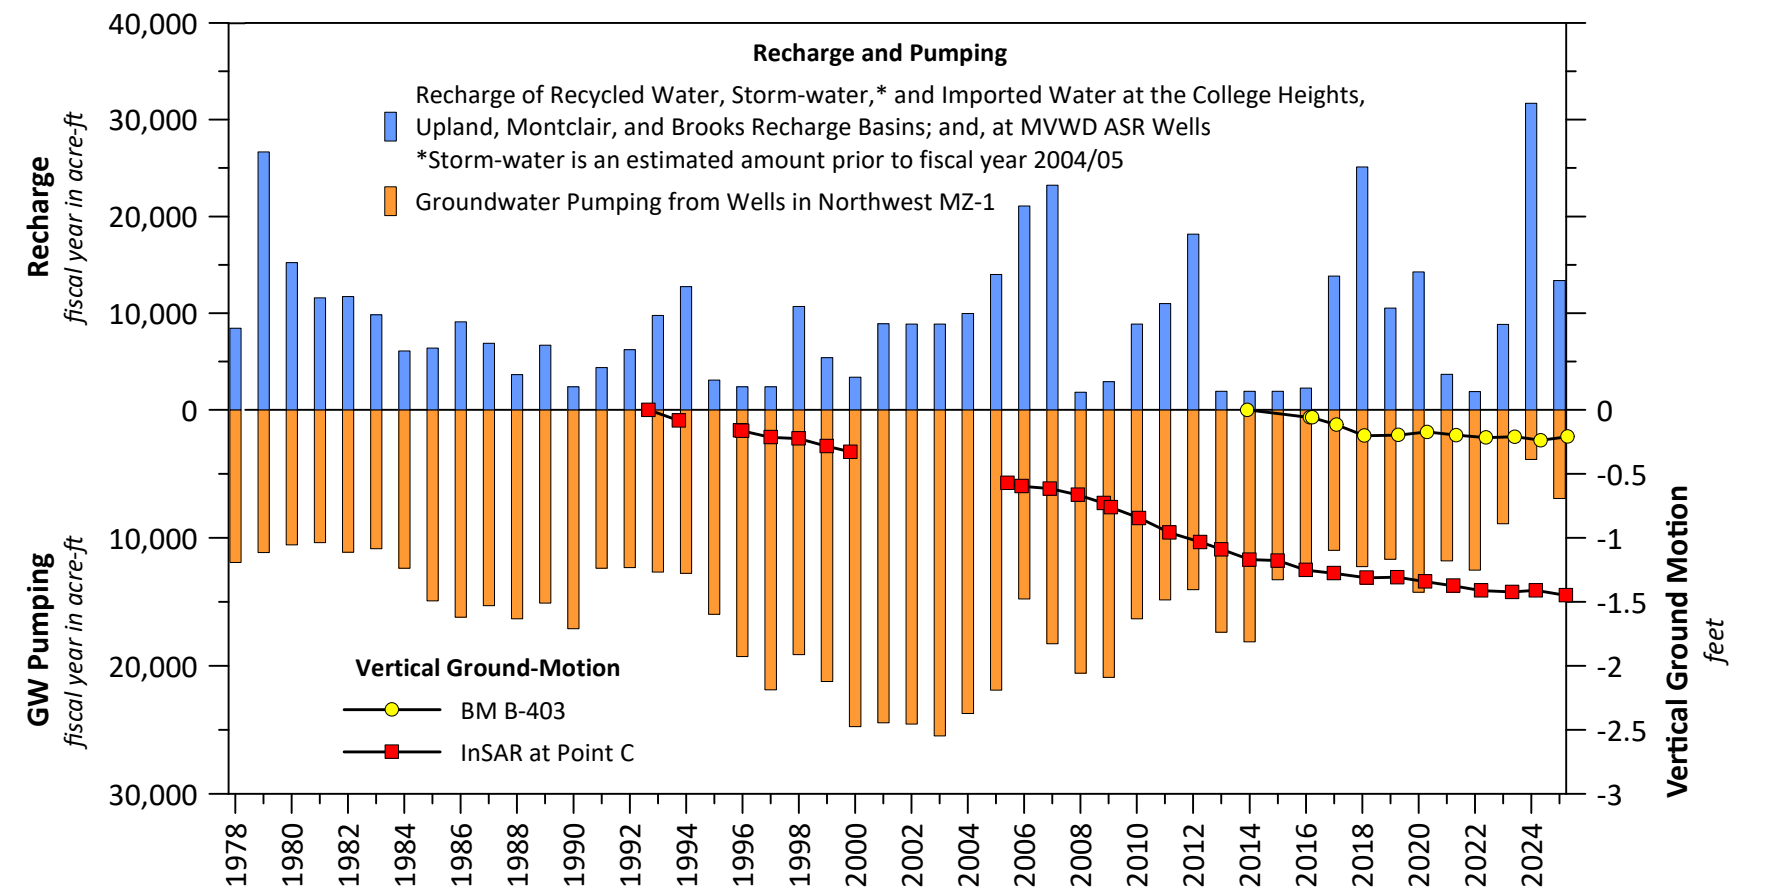 Recharge and Pumping
Recharge of Recycled Water, Storm-water,* and Imported Water at the College Heights,
Upland, Montclair, and Brooks Recharge Basins; and, at MVWD ASR Wells
*Storm-water is an estimated amount prior to fiscal year 2004/05
Groundwater Pumping from Wells in Northwest MZ-1
Recharge
fiscal year in acre-ft
40,000
30,000
20,000
10,000
0
10,000
20,000
30,000
GW Pumping
fiscal year in acre-ft
Vertical Ground-Motion
BM B-403
InSAR at Point C
0
-0.5
-1
-1.5
-2
-2.5
-3
Vertical Ground Motion
feet
1978
1980
1982
1984
1986
1988
1990
1992
1994
1996
1998
2000
2002
2004
2006
2008
2010
2012
2014
2016
2018
2020
2022
2024